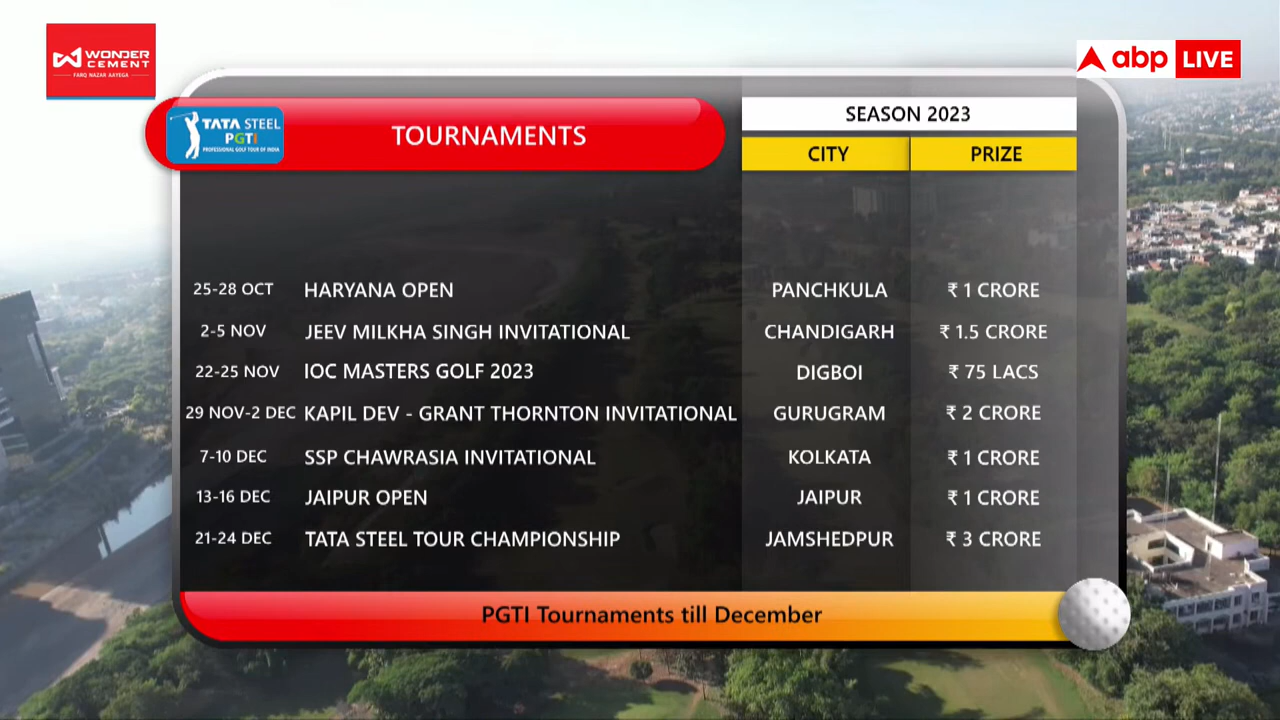 WONDER
CEMENT
FARQ NAZAR AAYEGA
abp LIVE
TATA STEEL
PGTI
PROFESSIONAL GOLF TOUR OF INDIA
TOURNAMENTS
SEASON 2023
CITY PRIZE
25-28 OCT HARYANA OPEN PANCHKULA ₹ 1 CRORE
2-5 NOV JEEV MILKHA SINGH INVITATIONAL CHANDIGARH ₹ 1.5 CRORE
22-25 NOV IOC MASTERS GOLF 2023 DIGBOI ₹ 75 LACS
29 NOV-2 DEC KAPIL DEV - GRANT THORNTON INVITATIONAL GURUGRAM ₹ 2 CRORE
7-10 DEC SSP CHAWRASIA INVITATIONAL KOLKATA ₹ 1 CRORE
13-16 DEC JAIPUR OPEN JAIPUR ₹ 1 CRORE
21-24 DEC TATA STEEL TOUR CHAMPIONSHIP JAMSHEDPUR ₹ 3 CRORE
PGTI Tournaments till December